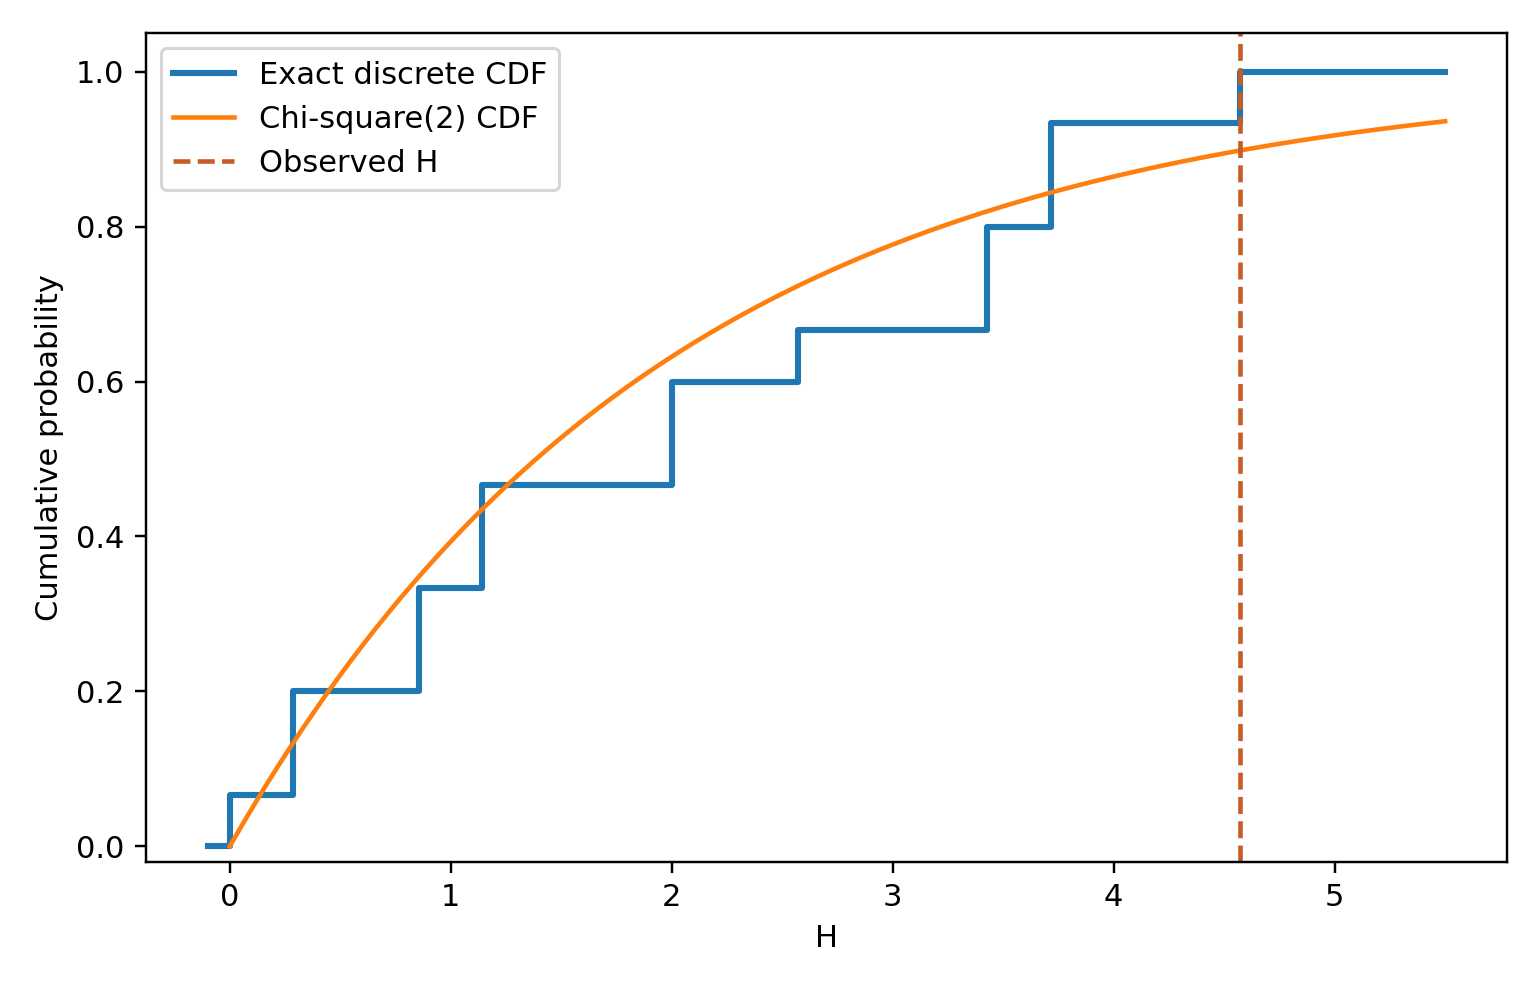 Exact discrete CDF
Chi-square(2) CDF
Observed H
1.0
0.8
0.6
0.4
0.2
0.0
Cumulative probability
0 1 2 3 4 5
H